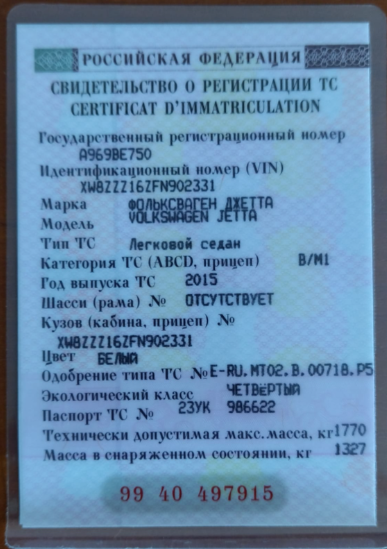 РОССИЙСКАЯ ФЕДЕРАЦИЯ
СВИДЕТЕЛЬСТВО О РЕГИСТРАЦИИ ТС
CERTIFICAT D'IMMATRICULATION
Государственный регистрационный номер
А969ВЕ750
Идентификационный номер (VIN)
XW8ZZZ16ZFN902331
Марка ФОЛЬКСВАГЕН ДЖЕТТА
Модель VOLKSWAGEN JETTA
Тип ТС Легковой седан
Категория ТС (ABCD, прицеп) B/M1
Год выпуска ТС 2015
Шасси (рама) № ОТСУТСТВУЕТ
Кузов (кабина, прицеп) №
XW8ZZZ16ZFN902331
Цвет БЕЛЫЙ
Одобрение типа ТС № E-RU.MT02.B.00718.P5
Экологический класс ЧЕТВЕРТЫЙ
Паспорт ТС № 23УК 986622
Технически допустимая макс.масса, кг 1770
Масса в снаряженном состоянии, кг 1327
99 40 497915